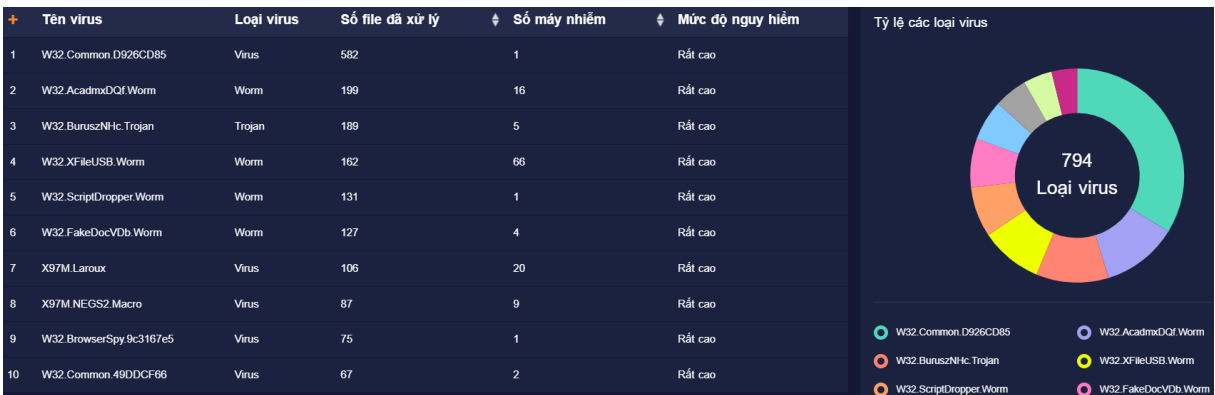 + Tên virus Loại virus Số file đã xử lý Số máy nhiễm Mức độ nguy hiểm
1 W32.Common.D926CD85 Virus 582 1 Rất cao
2 W32.AcadmxDQf.Worm Worm 199 16 Rất cao
3 W32.BuruszNHc.Trojan Trojan 189 5 Rất cao
4 W32.XFileUSB.Worm Worm 162 66 Rất cao
5 W32.ScriptDropper.Worm Worm 131 1 Rất cao
6 W32.FakeDocVDb.Worm Worm 127 4 Rất cao
7 X97M.Laroux Virus 106 20 Rất cao
8 X97M.NEGS2.Macro Virus 87 9 Rất cao
9 W32.BrowserSpy.9c3167e5 Virus 75 1 Rất cao
10 W32.Common.49DDCF66 Virus 67 2 Rất cao
Tỷ lệ các loại virus
794
Loại virus
W32.Common.D926CD85 W32.AcadmxDQf.Worm
W32.BuruszNHc.Trojan W32.XFileUSB.Worm
W32.ScriptDropper.Worm W32.FakeDocVDb.Worm